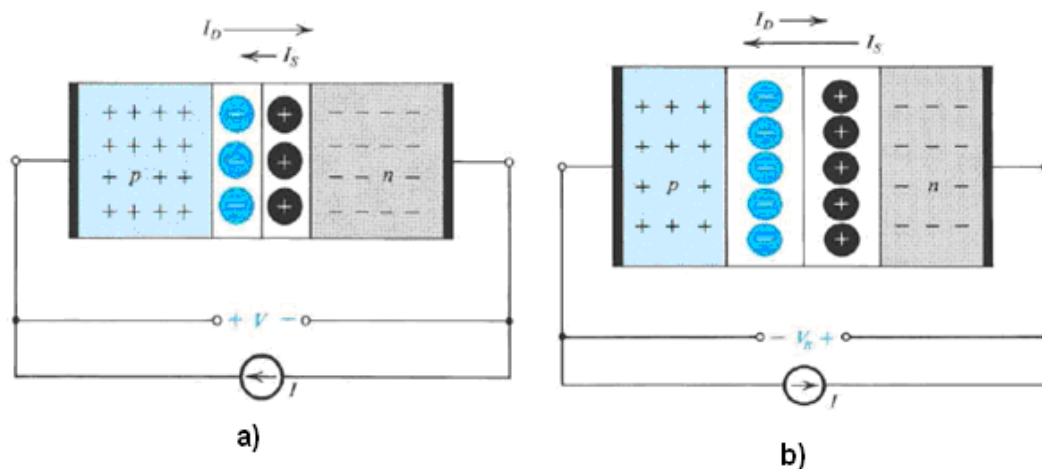 I_D
I_S
+ + + +
+ + + +
+ p + +
+ + + +
− − −
+ + +
− − − −
− − − −
− n −
− − − −
+ V −
I
a)
I_D
I_S
+ + +
+ + +
+ p +
+ + +
− − − − −
+ + + + +
− − −
− − −
− n −
− − −
− V_R +
I
b)